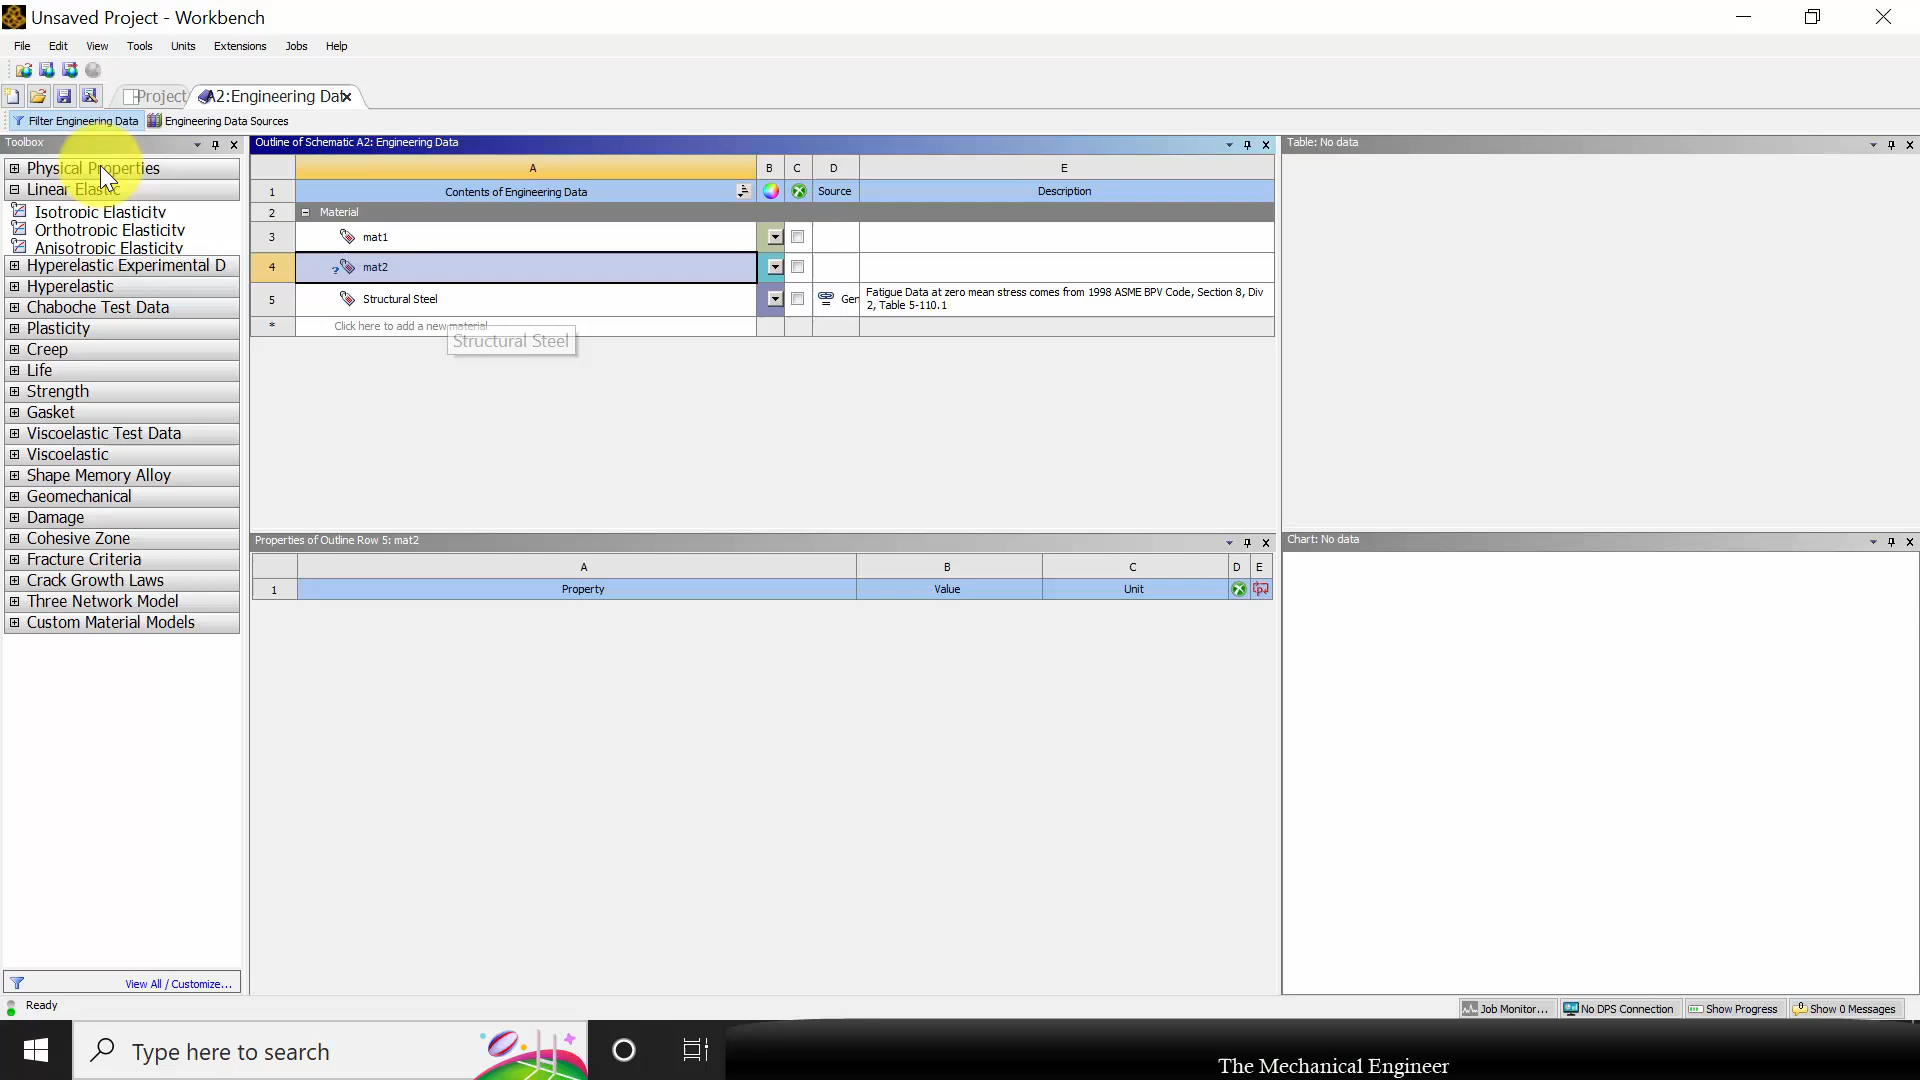 Unsaved Project - Workbench
File Edit View Tools Units Extensions Jobs Help
Project A2:Engineering Dat
Filter Engineering Data Engineering Data Sources
Toolbox
Physical Properties
Linear Elastic
Isotropic Elasticity
Orthotropic Elasticity
Anisotropic Elasticity
Hyperelastic Experimental D
Hyperelastic
Chaboche Test Data
Plasticity
Creep
Life
Strength
Gasket
Viscoelastic Test Data
Viscoelastic
Shape Memory Alloy
Geomechanical
Damage
Cohesive Zone
Fracture Criteria
Crack Growth Laws
Three Network Model
Custom Material Models
View All / Customize...
Outline of Schematic A2: Engineering Data
A B C D E
1 Contents of Engineering Data Source Description
2 Material
3 mat1
4 ? mat2
5 Structural Steel Ger Fatigue Data at zero mean stress comes from 1998 ASME BPV Code, Section 8, Div
2, Table 5-110.1
* Click here to add a new material
Structural Steel
Properties of Outline Row 5: mat2
A B C D E
1 Property Value Unit
Table: No data
Chart: No data
Ready
Job Monitor... No DPS Connection Show Progress Show 0 Messages
Type here to search
The Mechanical Engineer